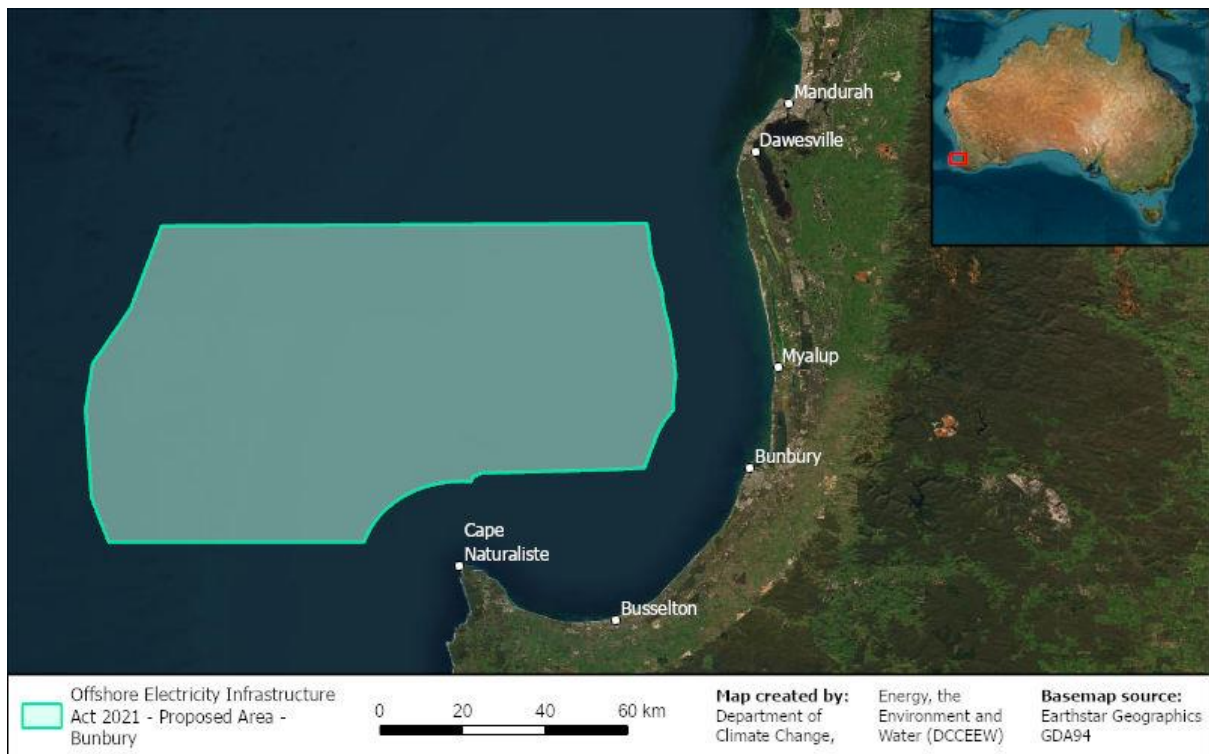 Mandurah
Dawesville
Myalup
Bunbury
Cape
Naturaliste
Busselton
Offshore Electricity Infrastructure
Act 2021 - Proposed Area -
Bunbury
0 20 40 60 km
Map created by:
Department of
Climate Change,
Energy, the
Environment and
Water (DCCEEW)
Basemap source:
Earthstar Geographics
GDA94